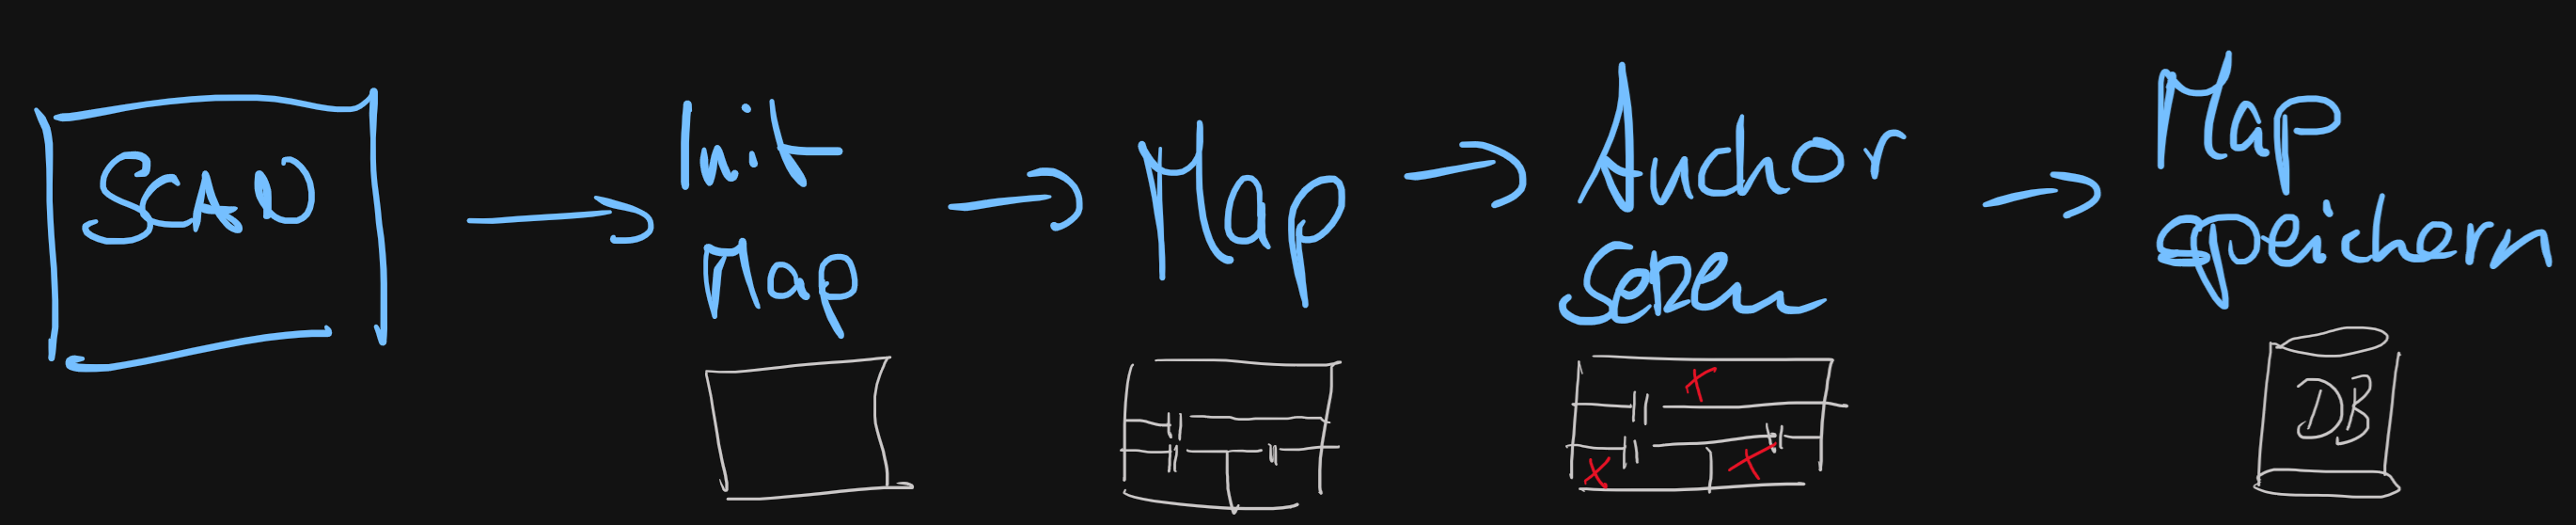 SCAN
Init
Map
Map
Anchor
setzen
Map
speichern
DB